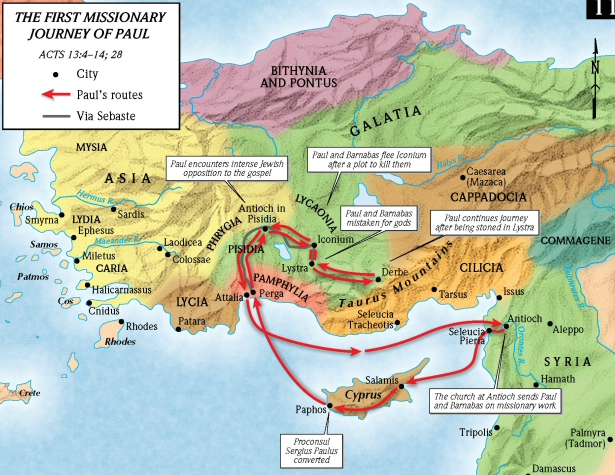 THE FIRST MISSIONARY
JOURNEY OF PAUL
ACTS 13:4–14; 28
City
Paul's routes
Via Sebaste
11
N
BITHYNIA
AND PONTUS
GALATIA
MYSIA
ASIA
Paul encounters intense Jewish
opposition to the gospel
Paul and Barnabas flee Iconium
after a plot to kill them
Halys R.
Caesarea
(Mazaca)
CAPPADOCIA
Hermus R.
Chios
Smyrna
LYDIA
Sardis
Ephesus
PHRYGIA
Antioch in
Pisidia
LYCAONIA
Paul and Barnabas
mistaken for gods
Paul continues journey
after being stoned in Lystra
COMMAGENE
Samos
Maeander R.
Laodicea
Colossae
Miletus
CARIA
PISIDIA
Iconium
Lystra
Derbe
Taurus Mountains
CILICIA
Patmos
Halicarnassus
Cos
Cnidus
LYCIA
PAMPHYLIA
Attalia
Perga
Tarsus
Issus
Patara
Rhodes
Rhodes
Seleucia
Tracheotis
Seleucia
Pieria
Antioch
Aleppo
Orontes R.
SYRIA
Crete
Salamis
Cyprus
Paphos
Hamath
The church at Antioch sends Paul
and Barnabas on missionary work
Proconsul
Sergius Paulus
converted
Tripolis
Palmyra
(Tadmor)
Damascus